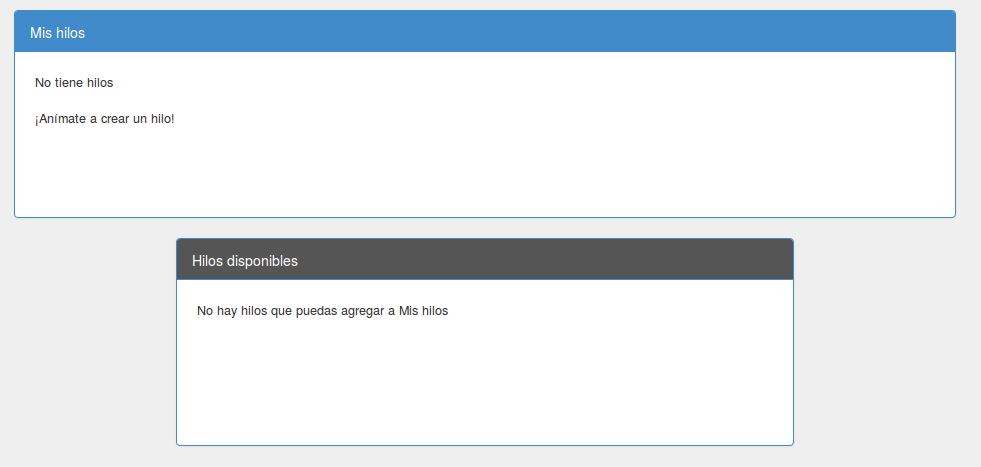 Mis hilos
No tiene hilos
¡Anímate a crear un hilo!
Hilos disponibles
No hay hilos que puedas agregar a Mis hilos